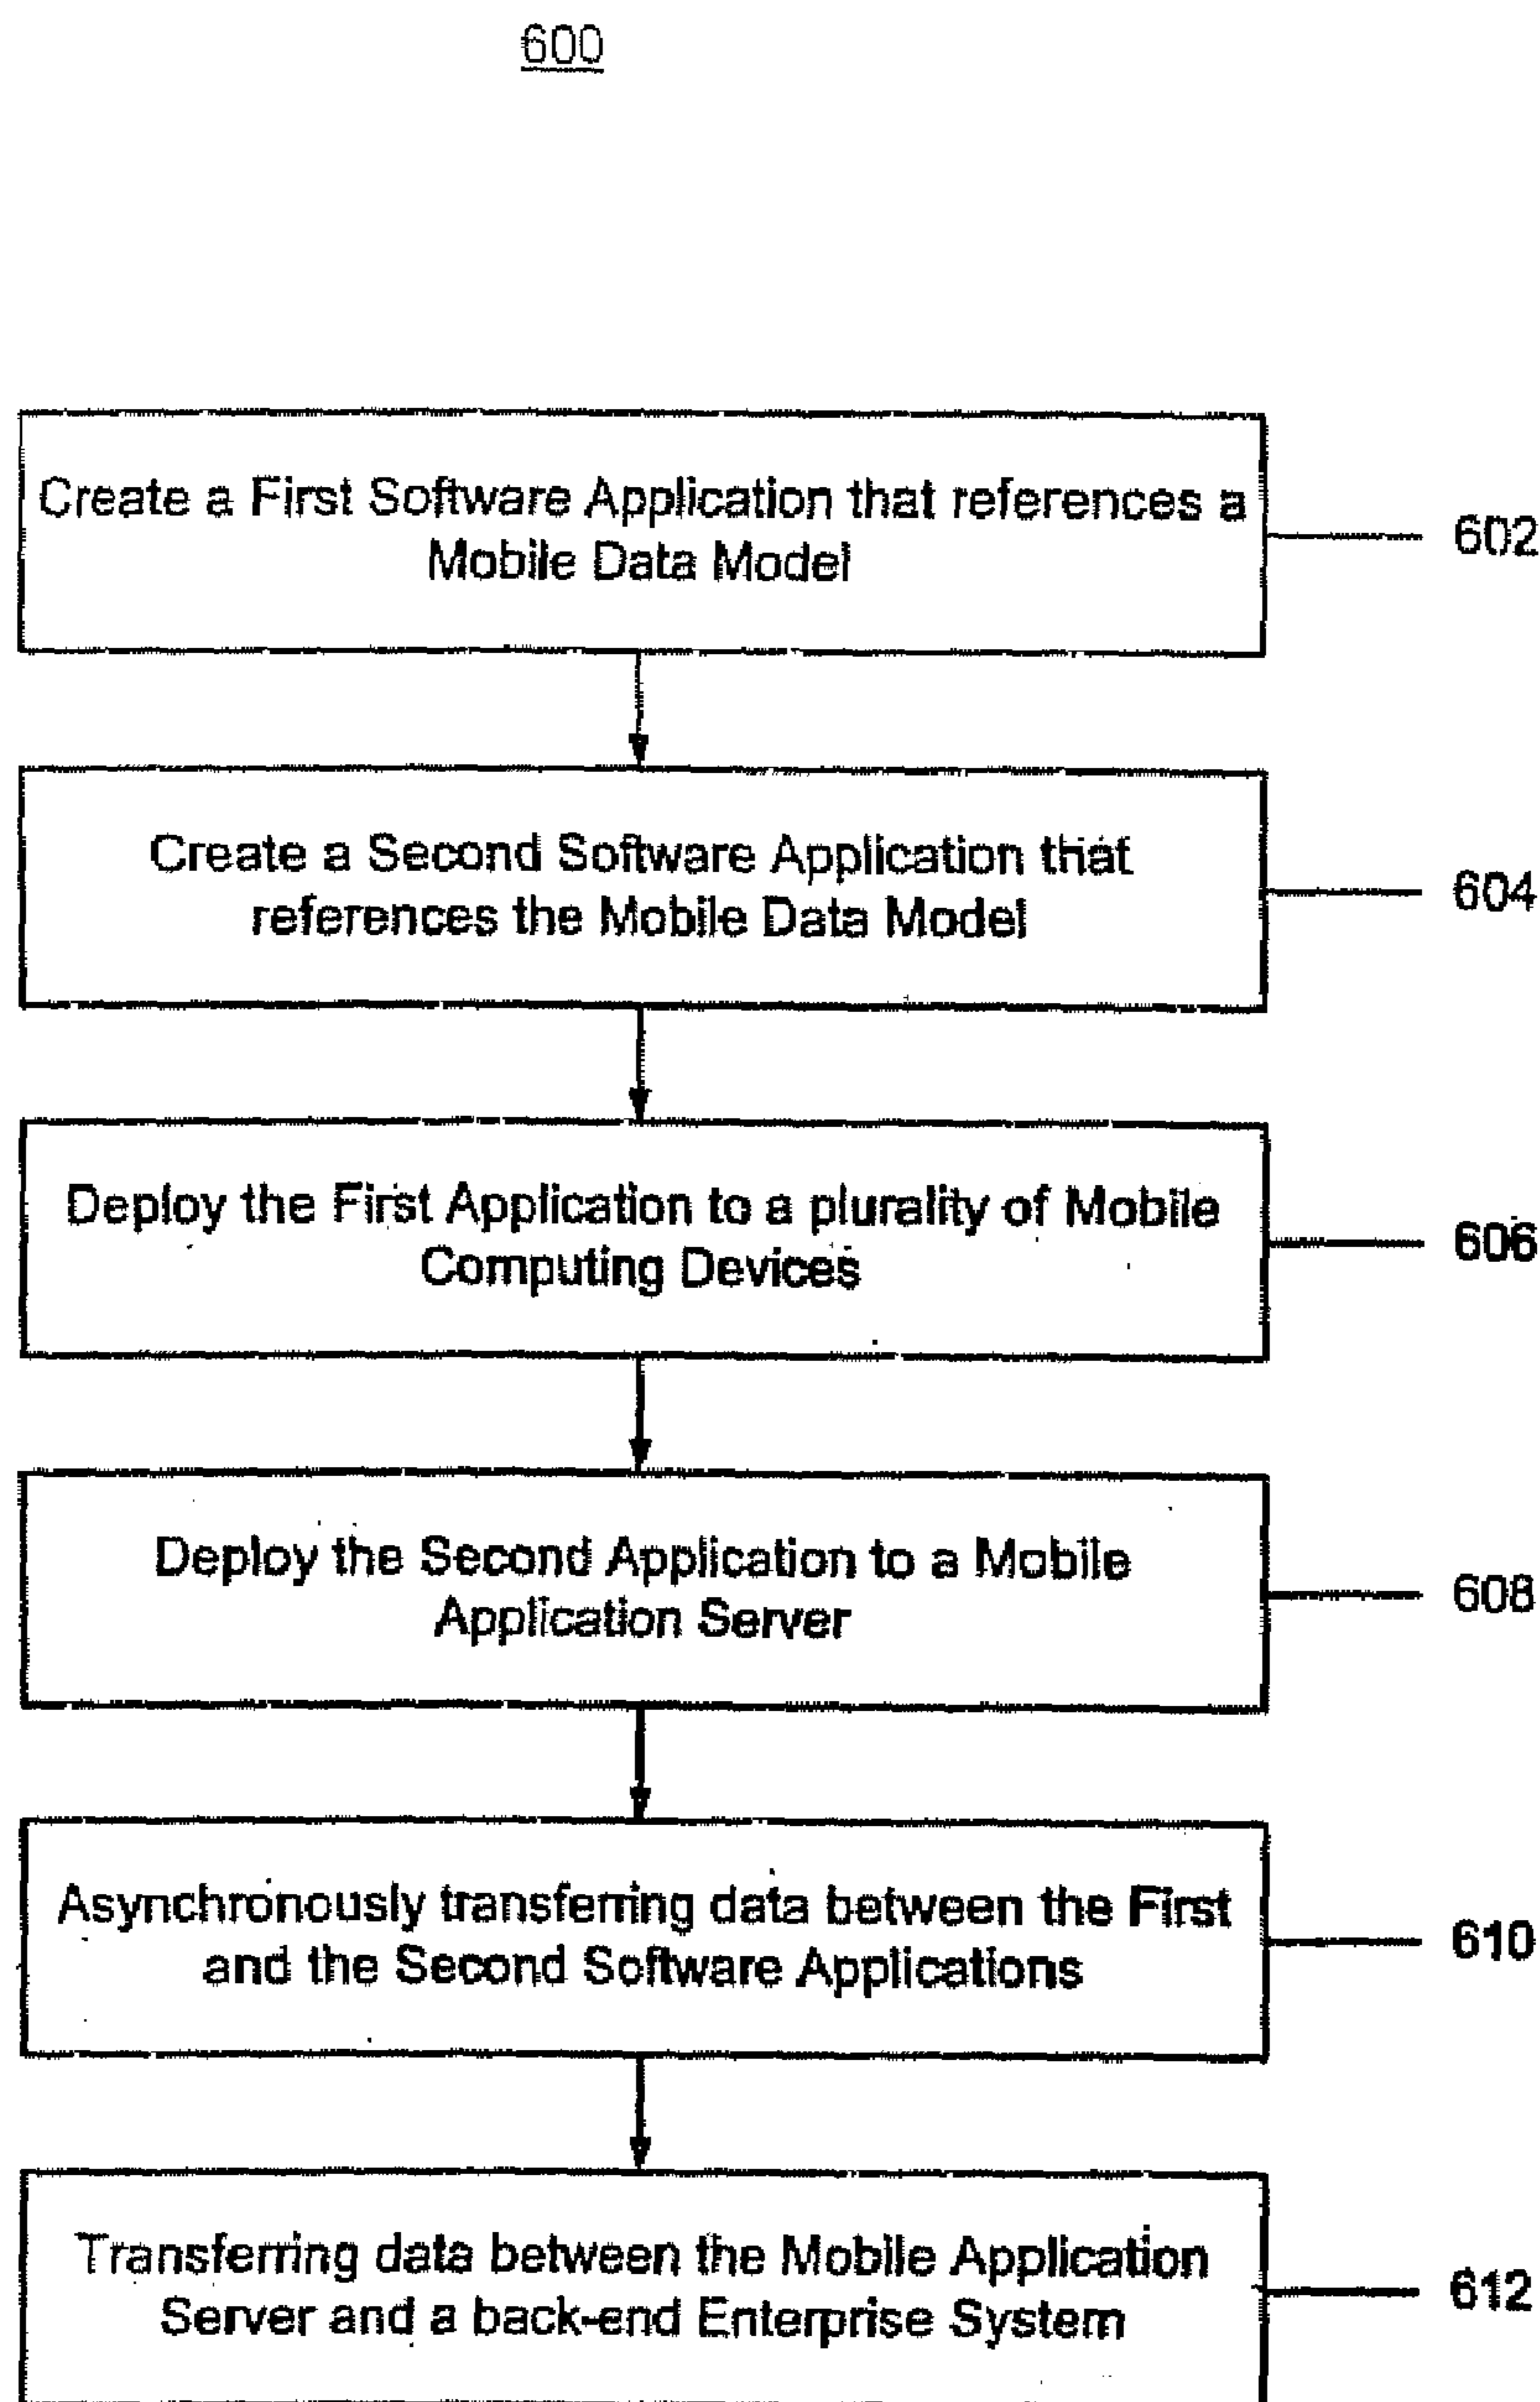 600
Create a First Software Application that references a
Mobile Data Model
602
Create a Second Software Application that
references the Mobile Data Model
604
Deploy the First Application to a plurality of Mobile
Computing Devices
606
Deploy the Second Application to a Mobile
Application Server
608
Asynchronously transferring data between the First
and the Second Software Applications
610
Transferring data between the Mobile Application
Server and a back-end Enterprise System
612